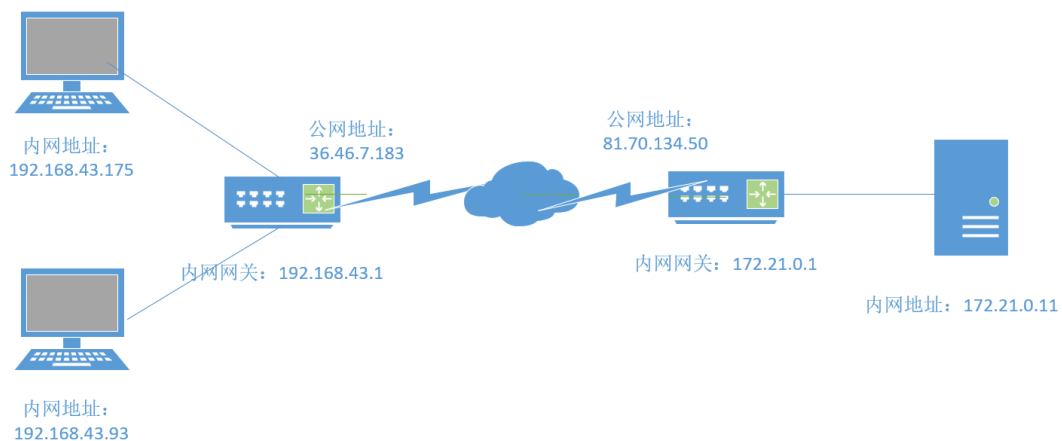 内网地址：
192.168.43.175
公网地址：
36.46.7.183
公网地址：
81.70.134.50
内网网关：192.168.43.1
内网网关：172.21.0.1
内网地址：172.21.0.11
内网地址：
192.168.43.93